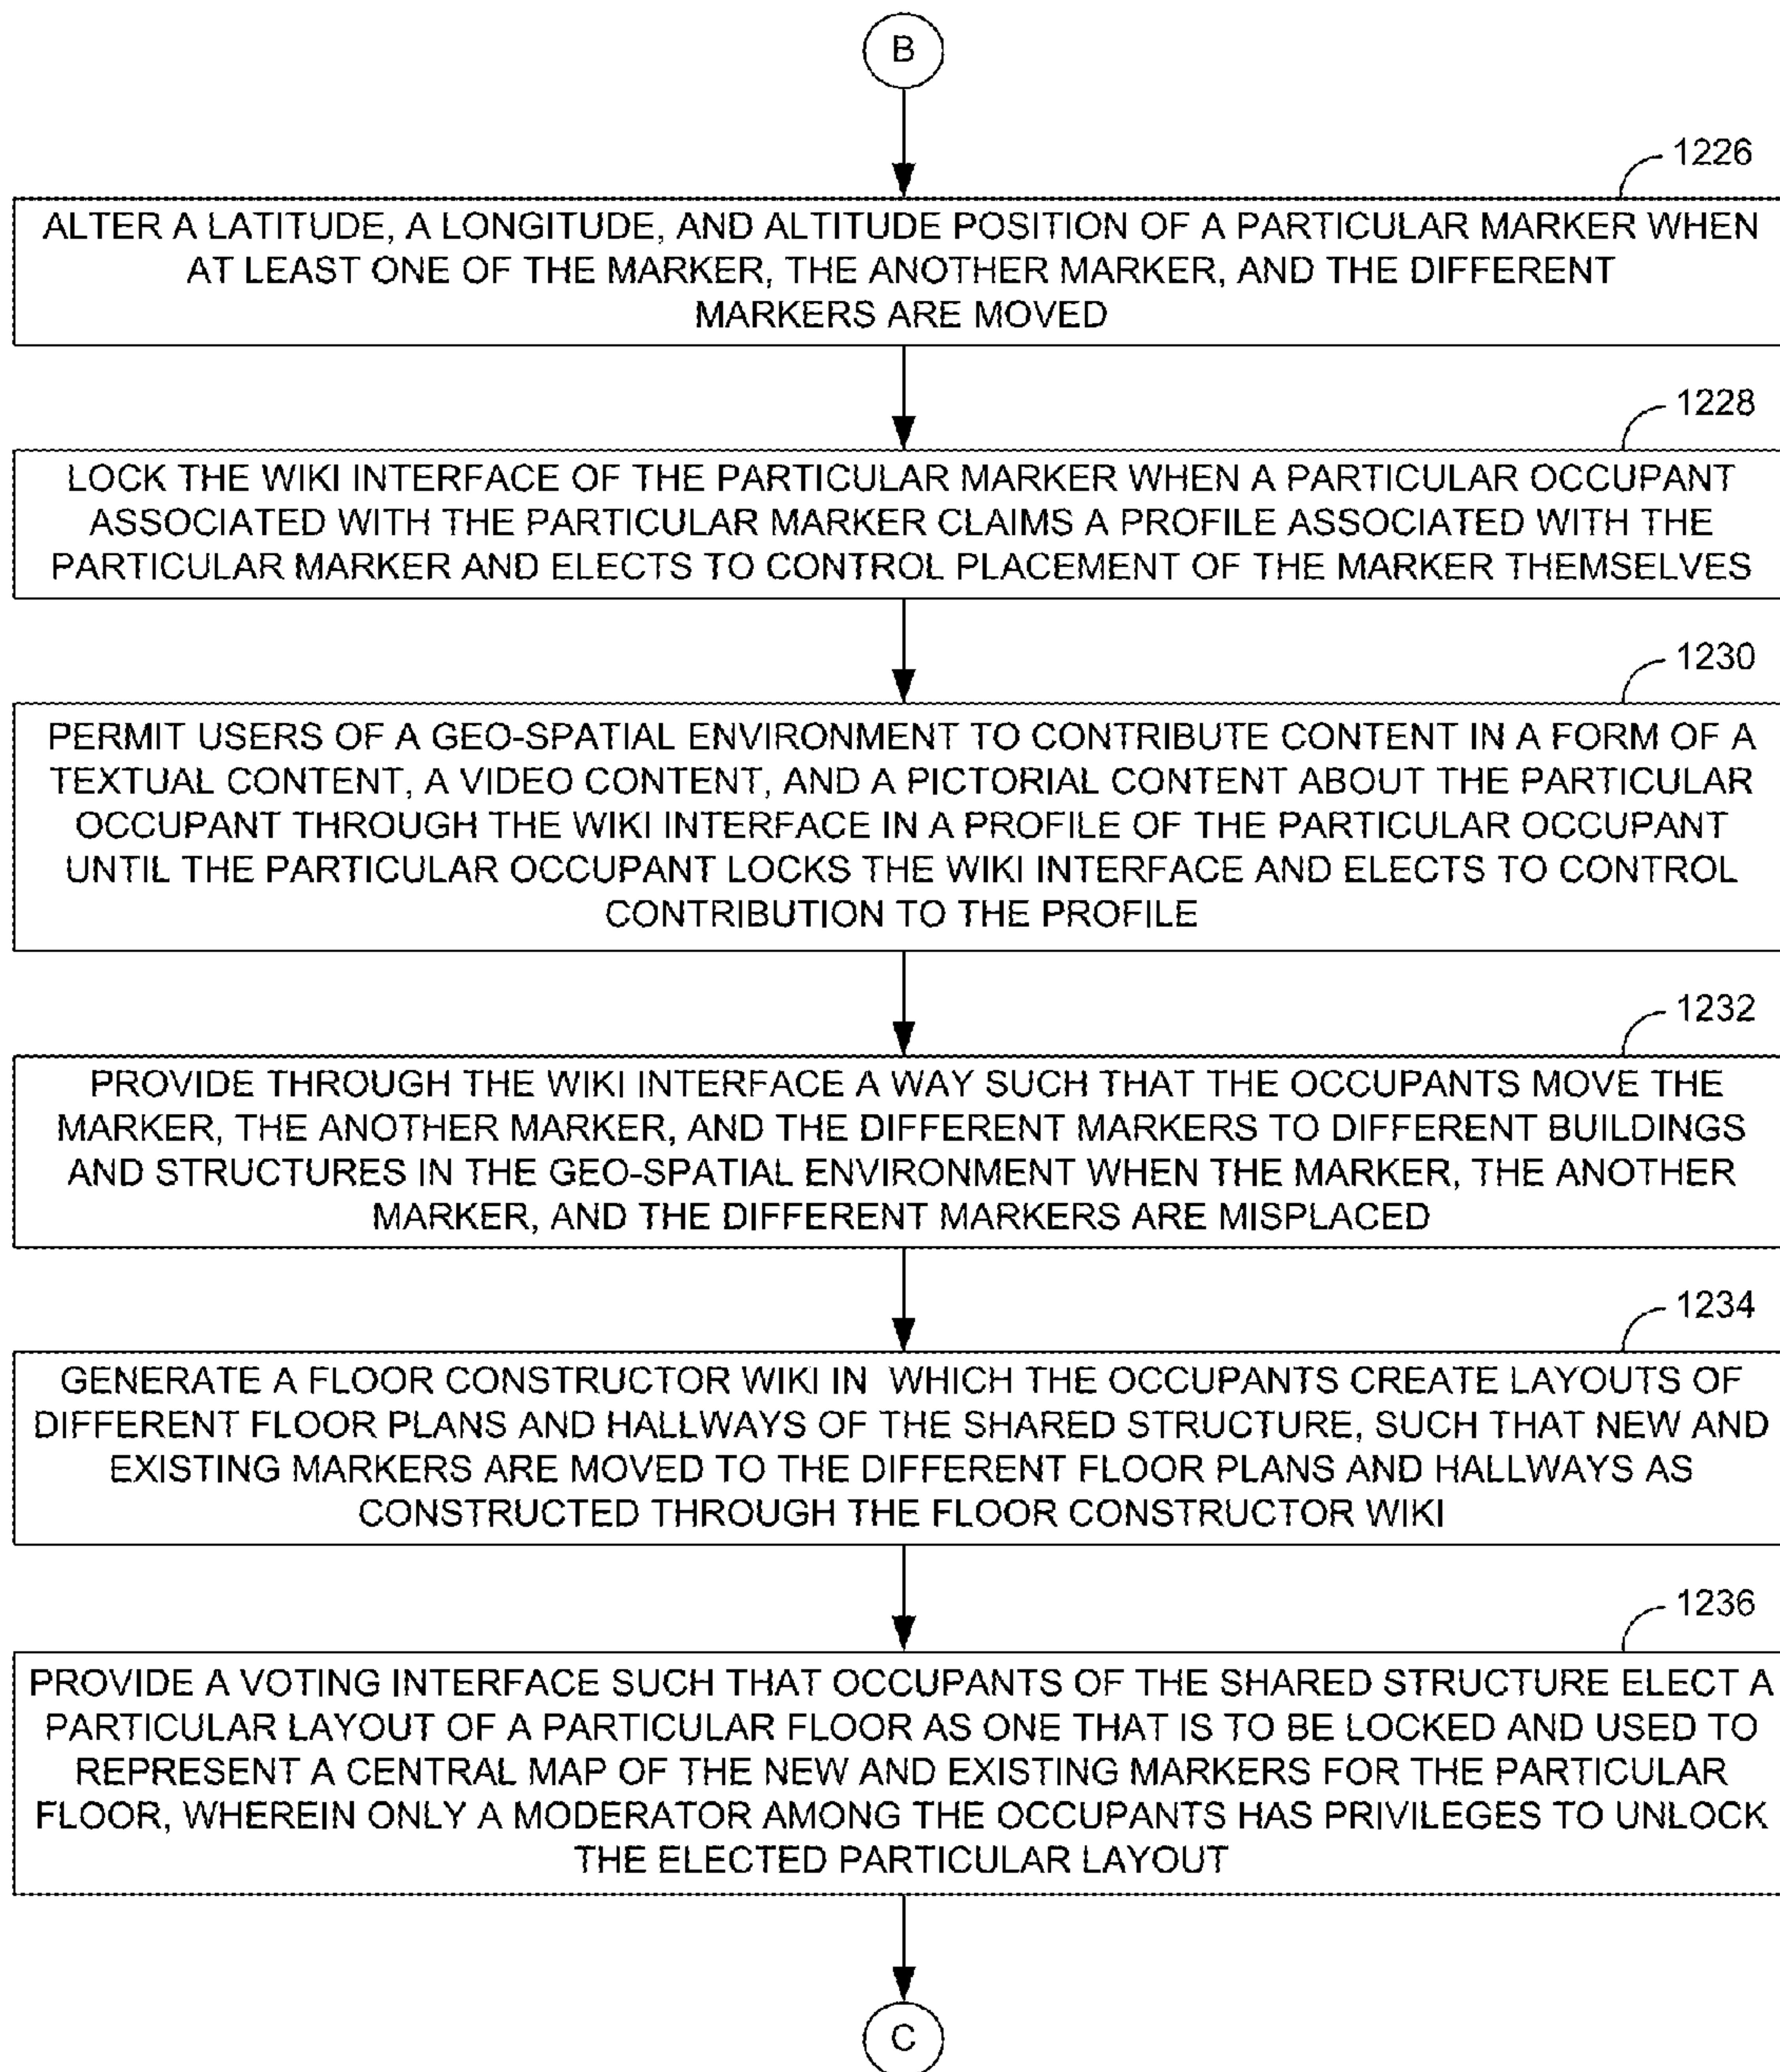 B
1226
ALTER A LATITUDE, A LONGITUDE, AND ALTITUDE POSITION OF A PARTICULAR MARKER WHEN
AT LEAST ONE OF THE MARKER, THE ANOTHER MARKER, AND THE DIFFERENT
MARKERS ARE MOVED
1228
LOCK THE WIKI INTERFACE OF THE PARTICULAR MARKER WHEN A PARTICULAR OCCUPANT
ASSOCIATED WITH THE PARTICULAR MARKER CLAIMS A PROFILE ASSOCIATED WITH THE
PARTICULAR MARKER AND ELECTS TO CONTROL PLACEMENT OF THE MARKER THEMSELVES
1230
PERMIT USERS OF A GEO-SPATIAL ENVIRONMENT TO CONTRIBUTE CONTENT IN A FORM OF A
TEXTUAL CONTENT, A VIDEO CONTENT, AND A PICTORIAL CONTENT ABOUT THE PARTICULAR
OCCUPANT THROUGH THE WIKI INTERFACE IN A PROFILE OF THE PARTICULAR OCCUPANT
UNTIL THE PARTICULAR OCCUPANT LOCKS THE WIKI INTERFACE AND ELECTS TO CONTROL
CONTRIBUTION TO THE PROFILE
1232
PROVIDE THROUGH THE WIKI INTERFACE A WAY SUCH THAT THE OCCUPANTS MOVE THE
MARKER, THE ANOTHER MARKER, AND THE DIFFERENT MARKERS TO DIFFERENT BUILDINGS
AND STRUCTURES IN THE GEO-SPATIAL ENVIRONMENT WHEN THE MARKER, THE ANOTHER
MARKER, AND THE DIFFERENT MARKERS ARE MISPLACED
1234
GENERATE A FLOOR CONSTRUCTOR WIKI IN WHICH THE OCCUPANTS CREATE LAYOUTS OF
DIFFERENT FLOOR PLANS AND HALLWAYS OF THE SHARED STRUCTURE, SUCH THAT NEW AND
EXISTING MARKERS ARE MOVED TO THE DIFFERENT FLOOR PLANS AND HALLWAYS AS
CONSTRUCTED THROUGH THE FLOOR CONSTRUCTOR WIKI
1236
PROVIDE A VOTING INTERFACE SUCH THAT OCCUPANTS OF THE SHARED STRUCTURE ELECT A
PARTICULAR LAYOUT OF A PARTICULAR FLOOR AS ONE THAT IS TO BE LOCKED AND USED TO
REPRESENT A CENTRAL MAP OF THE NEW AND EXISTING MARKERS FOR THE PARTICULAR
FLOOR, WHEREIN ONLY A MODERATOR AMONG THE OCCUPANTS HAS PRIVILEGES TO UNLOCK
THE ELECTED PARTICULAR LAYOUT
C